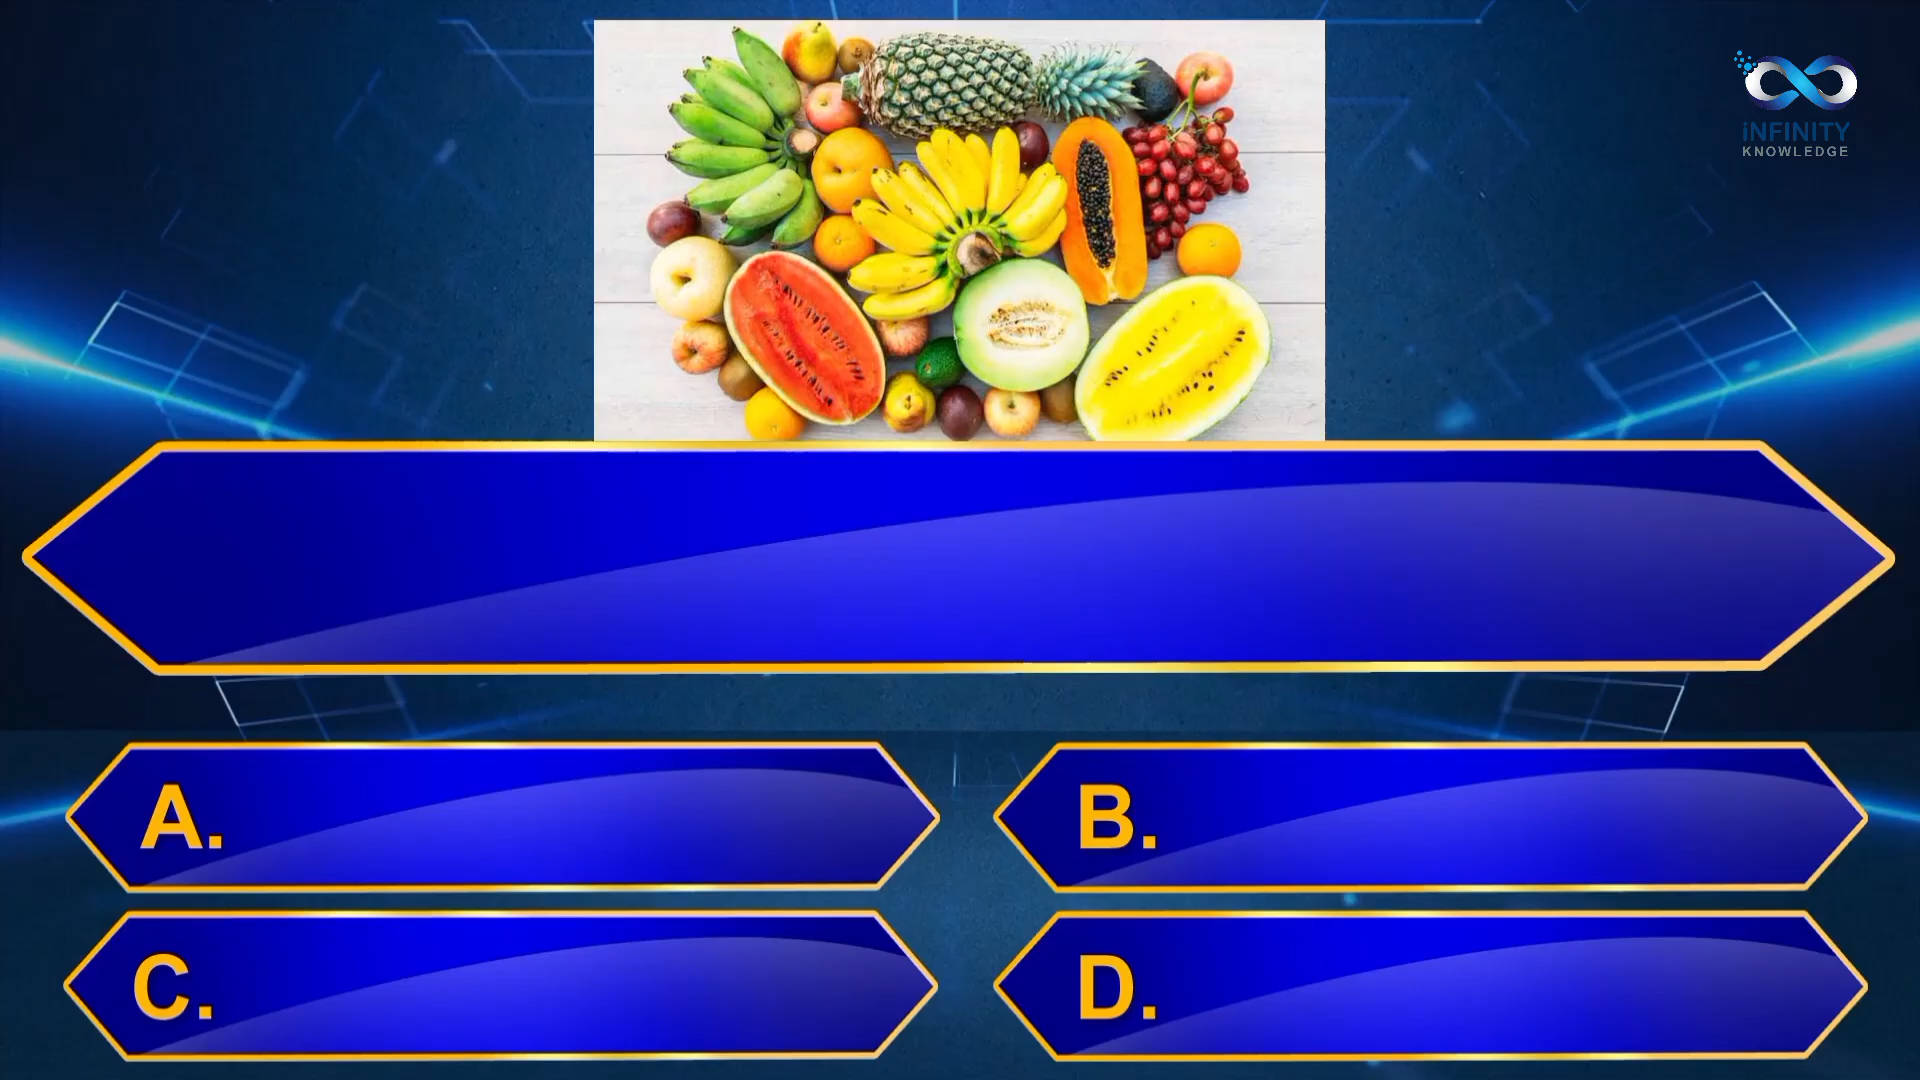 iNFINITY
KNOWLEDGE
A.
B.
C.
D.